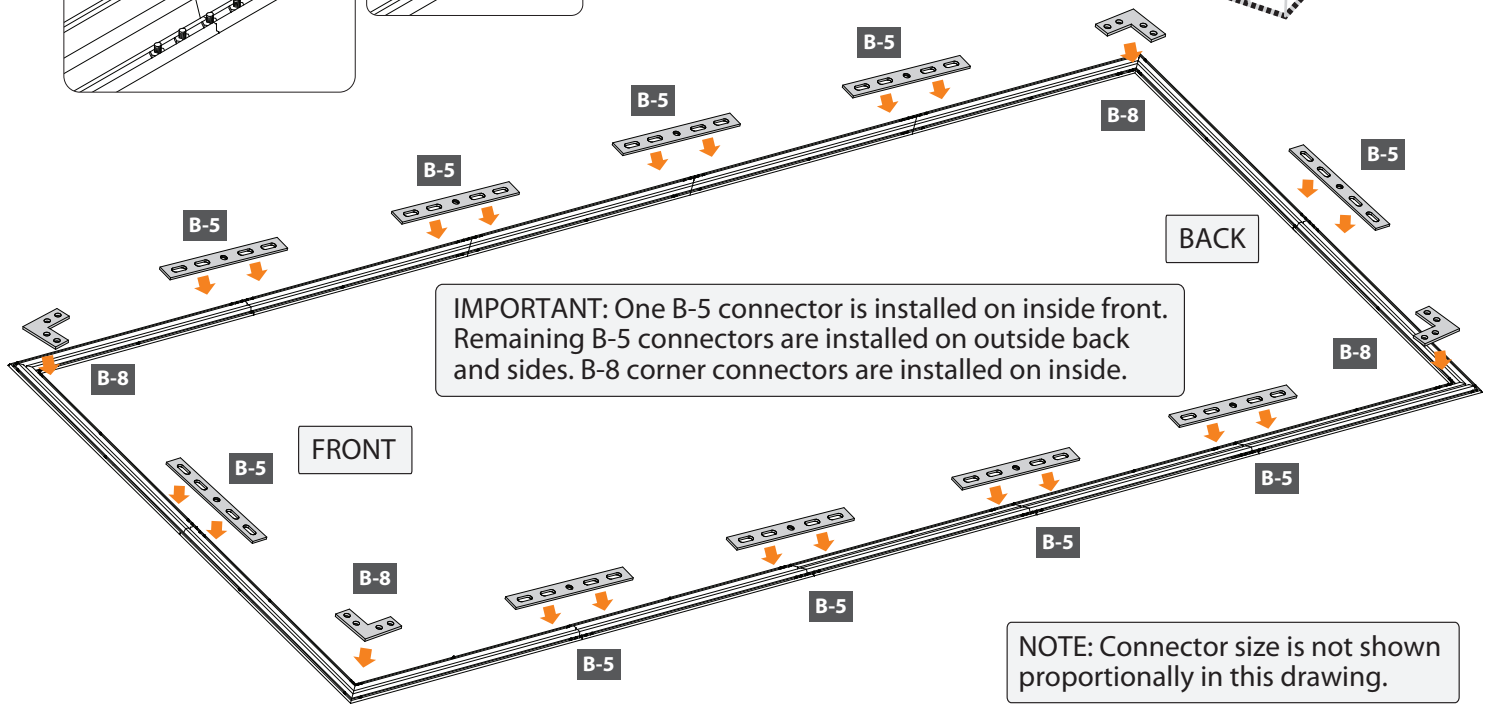 B-5
B-5
B-8
B-5
B-5
B-5
B-5
BACK
IMPORTANT: One B-5 connector is installed on inside front.
Remaining B-5 connectors are installed on outside back
and sides. B-8 corner connectors are installed on inside.
B-8
B-8
FRONT
B-5
B-5
B-5
B-8
B-5
B-5
NOTE: Connector size is not shown
proportionally in this drawing.